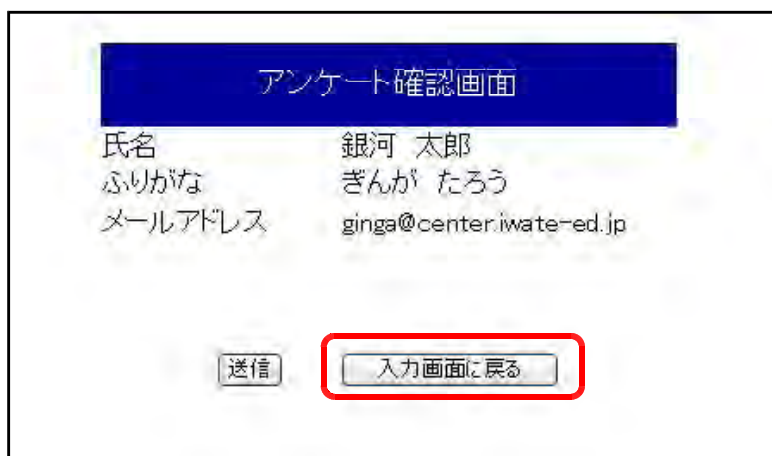 アンケート確認画面
氏名 銀河 太郎
ふりがな ぎんが たろう
メールアドレス ginga@center.iwate-ed.jp
送信 入力画面に戻る